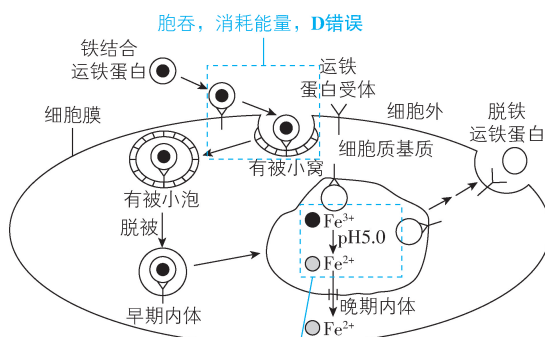 胞吞，消耗能量，D错误
铁结合
运铁蛋白
运铁
蛋白受体
细胞膜
细胞外
脱铁
运铁蛋白
细胞质基质
有被小窝
有被小泡
脱被
Fe³⁺
pH5.0
Fe²⁺
早期内体
晚期内体
Fe²⁺